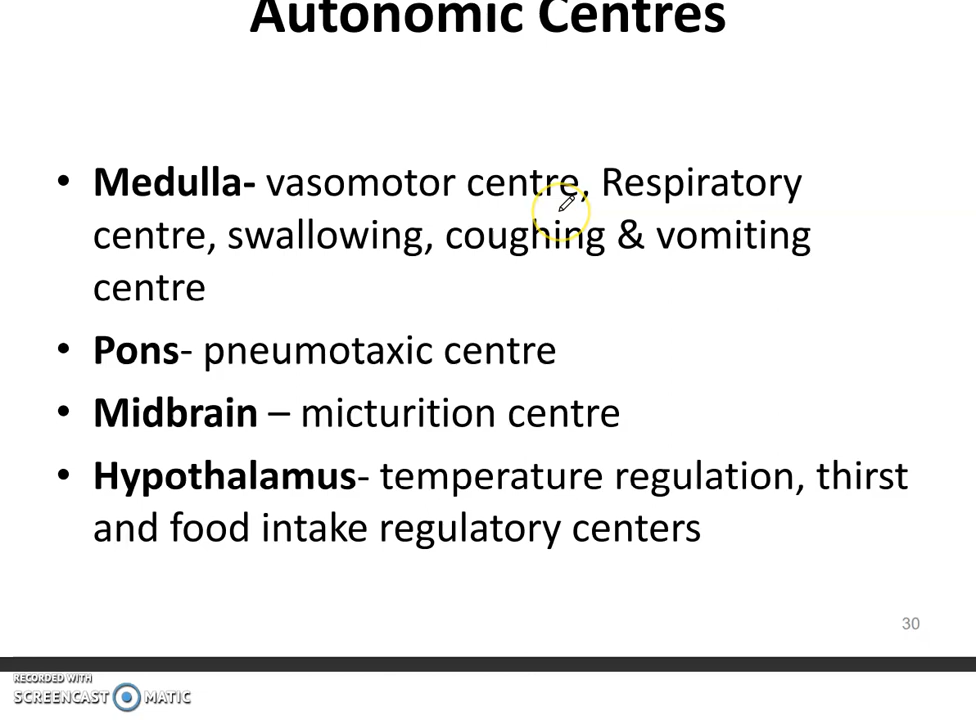 Autonomic Centres
• Medulla- vasomotor centre, Respiratory
centre, swallowing, coughing & vomiting
centre
• Pons- pneumotaxic centre
• Midbrain – micturition centre
• Hypothalamus- temperature regulation, thirst
and food intake regulatory centers
30
RECORDED WITH
SCREENCAST MATIC